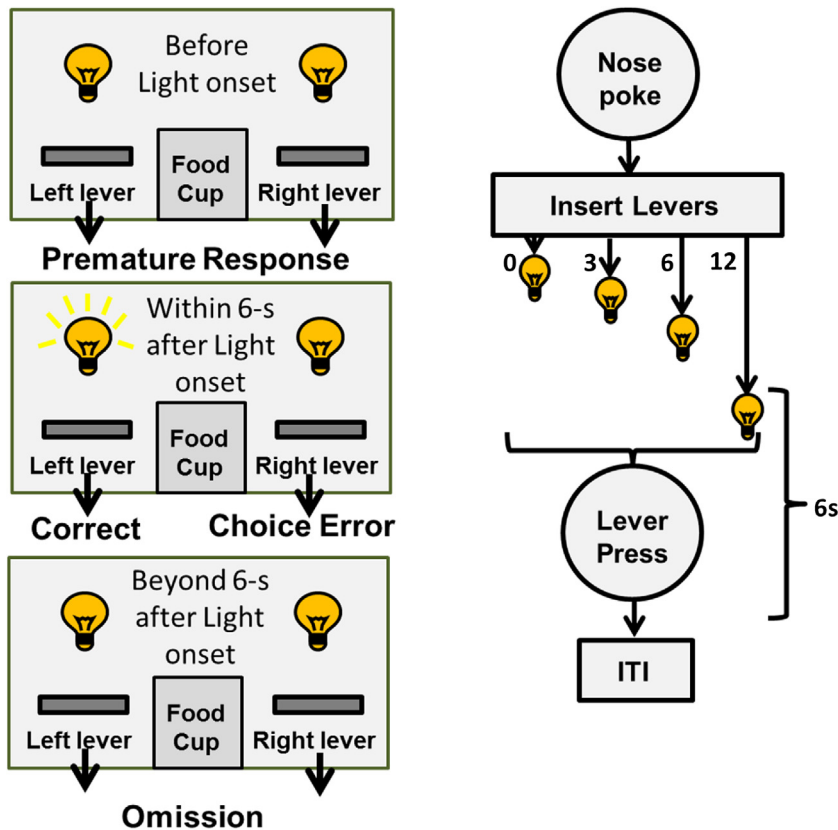 Before
Light onset
Food
Cup
Left lever
Right lever
Premature Response
Within 6-s
after Light
onset
Food
Cup
Left lever
Right lever
Correct
Choice Error
Beyond 6-s
after Light
onset
Food
Cup
Left lever
Right lever
Omission
Nose
poke
Insert Levers
0
3
6
12
Lever
Press
6s
ITI